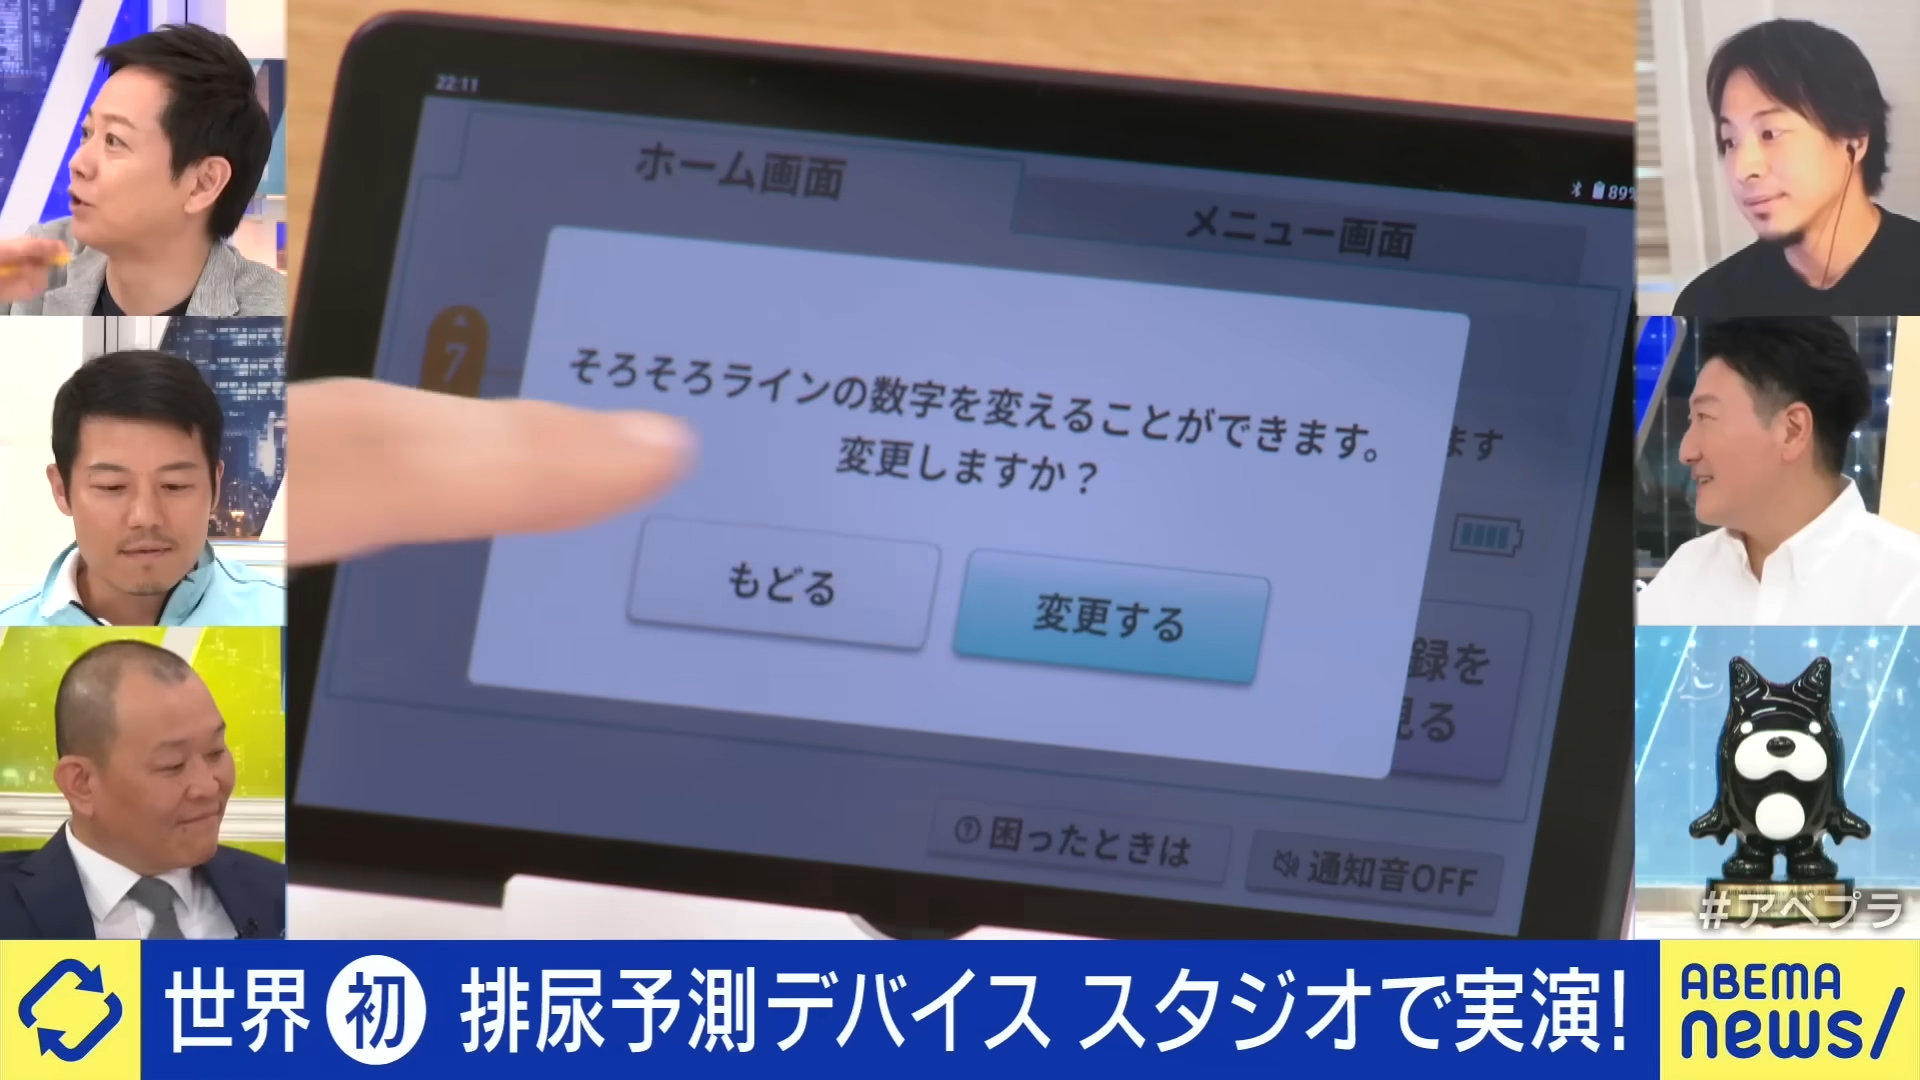 22:11
89%
ホーム画面
メニュー画面
7
そろそろラインの数字を変えることができます。
変更しますか？
ます
もどる
変更する
録を
見る
困ったときは
通知音OFF
#アベプラ
世界初 排尿予測デバイス スタジオで実演!
ABEMA
news/